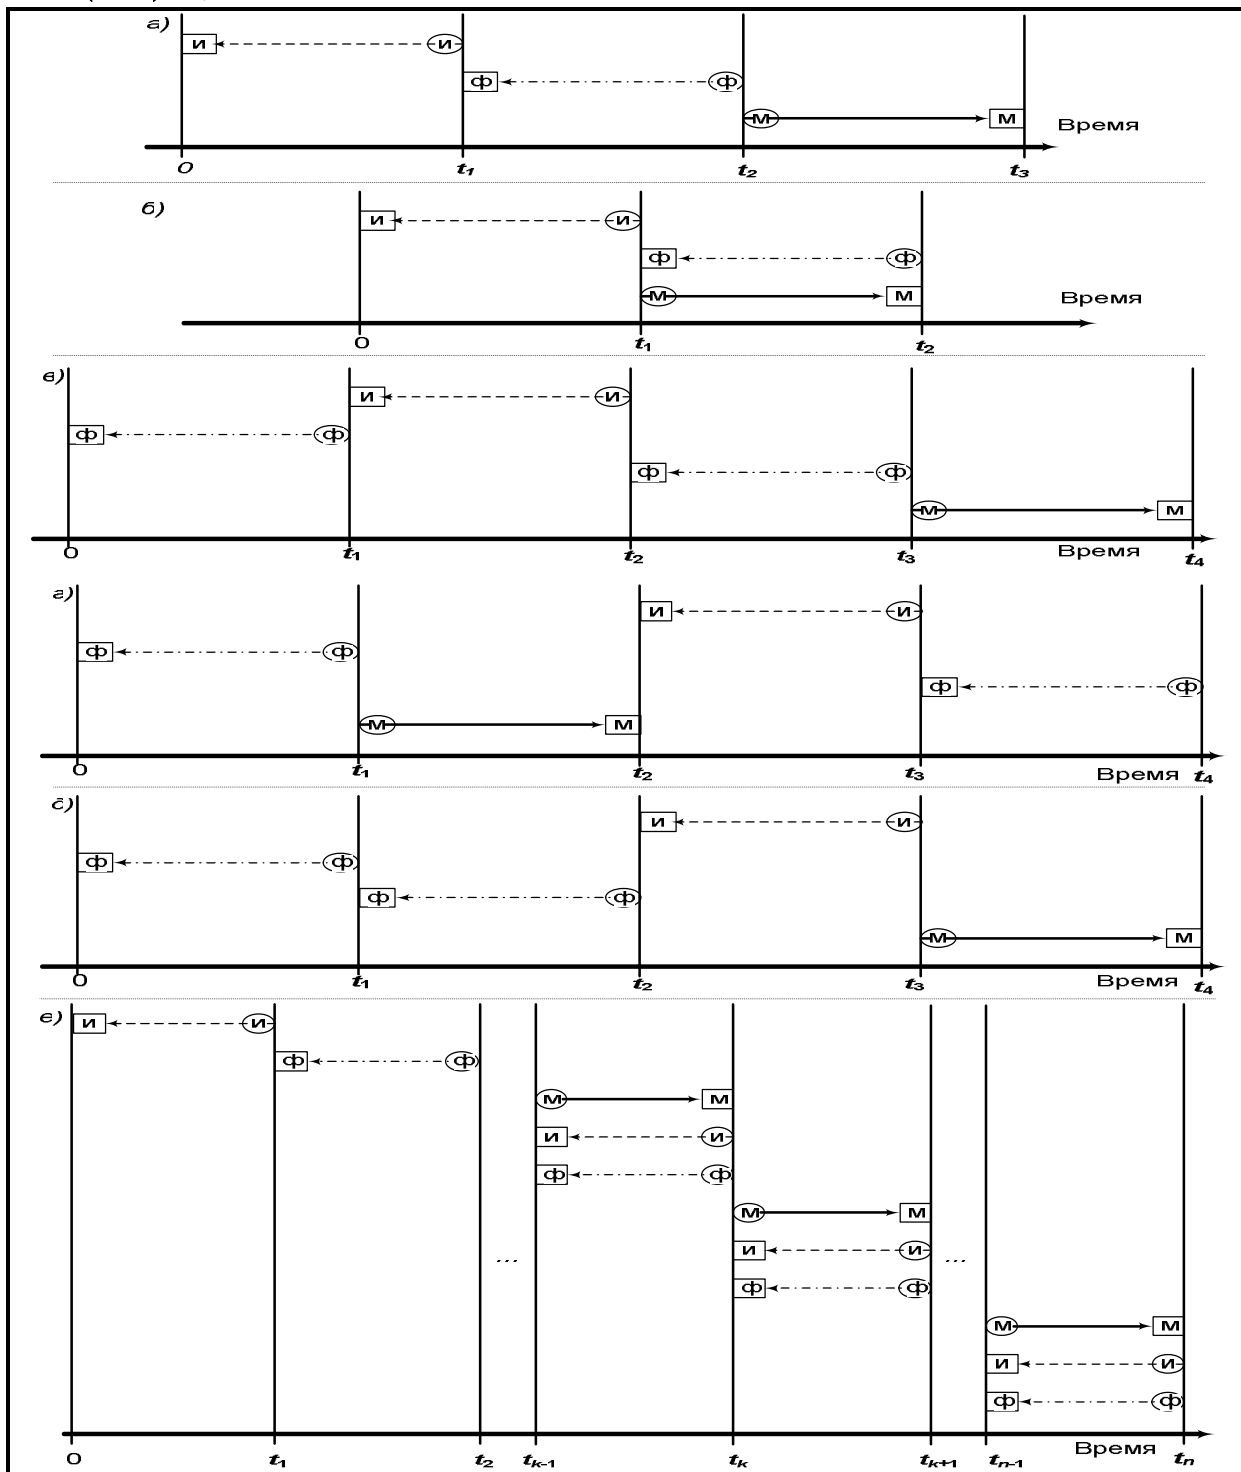 а)
И И
Ф Ф
М М Время
0 t1 t2 t3
б)
И И
Ф Ф
М М Время
0 t1 t2
в)
И И
Ф Ф
Ф Ф
М М
0 t1 t2 t3 Время t4
г)
И И
Ф Ф
Ф Ф
М М
0 t1 t2 t3 Время t4
д)
И И
Ф Ф
Ф Ф
М М
0 t1 t2 t3 Время t4
е)
И И
Ф Ф
М М
И И
Ф Ф
М М
... И И ...
Ф Ф
М М
И И
Ф Ф
Время
0 t1 t2 tk-1 tk tk+1 tn-1 tn